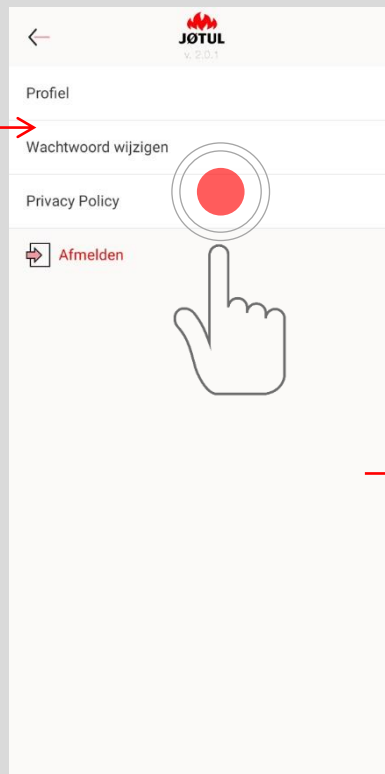 JØTUL
v. 2.0.1
Profiel
Wachtwoord wijzigen
Privacy Policy
Afmelden